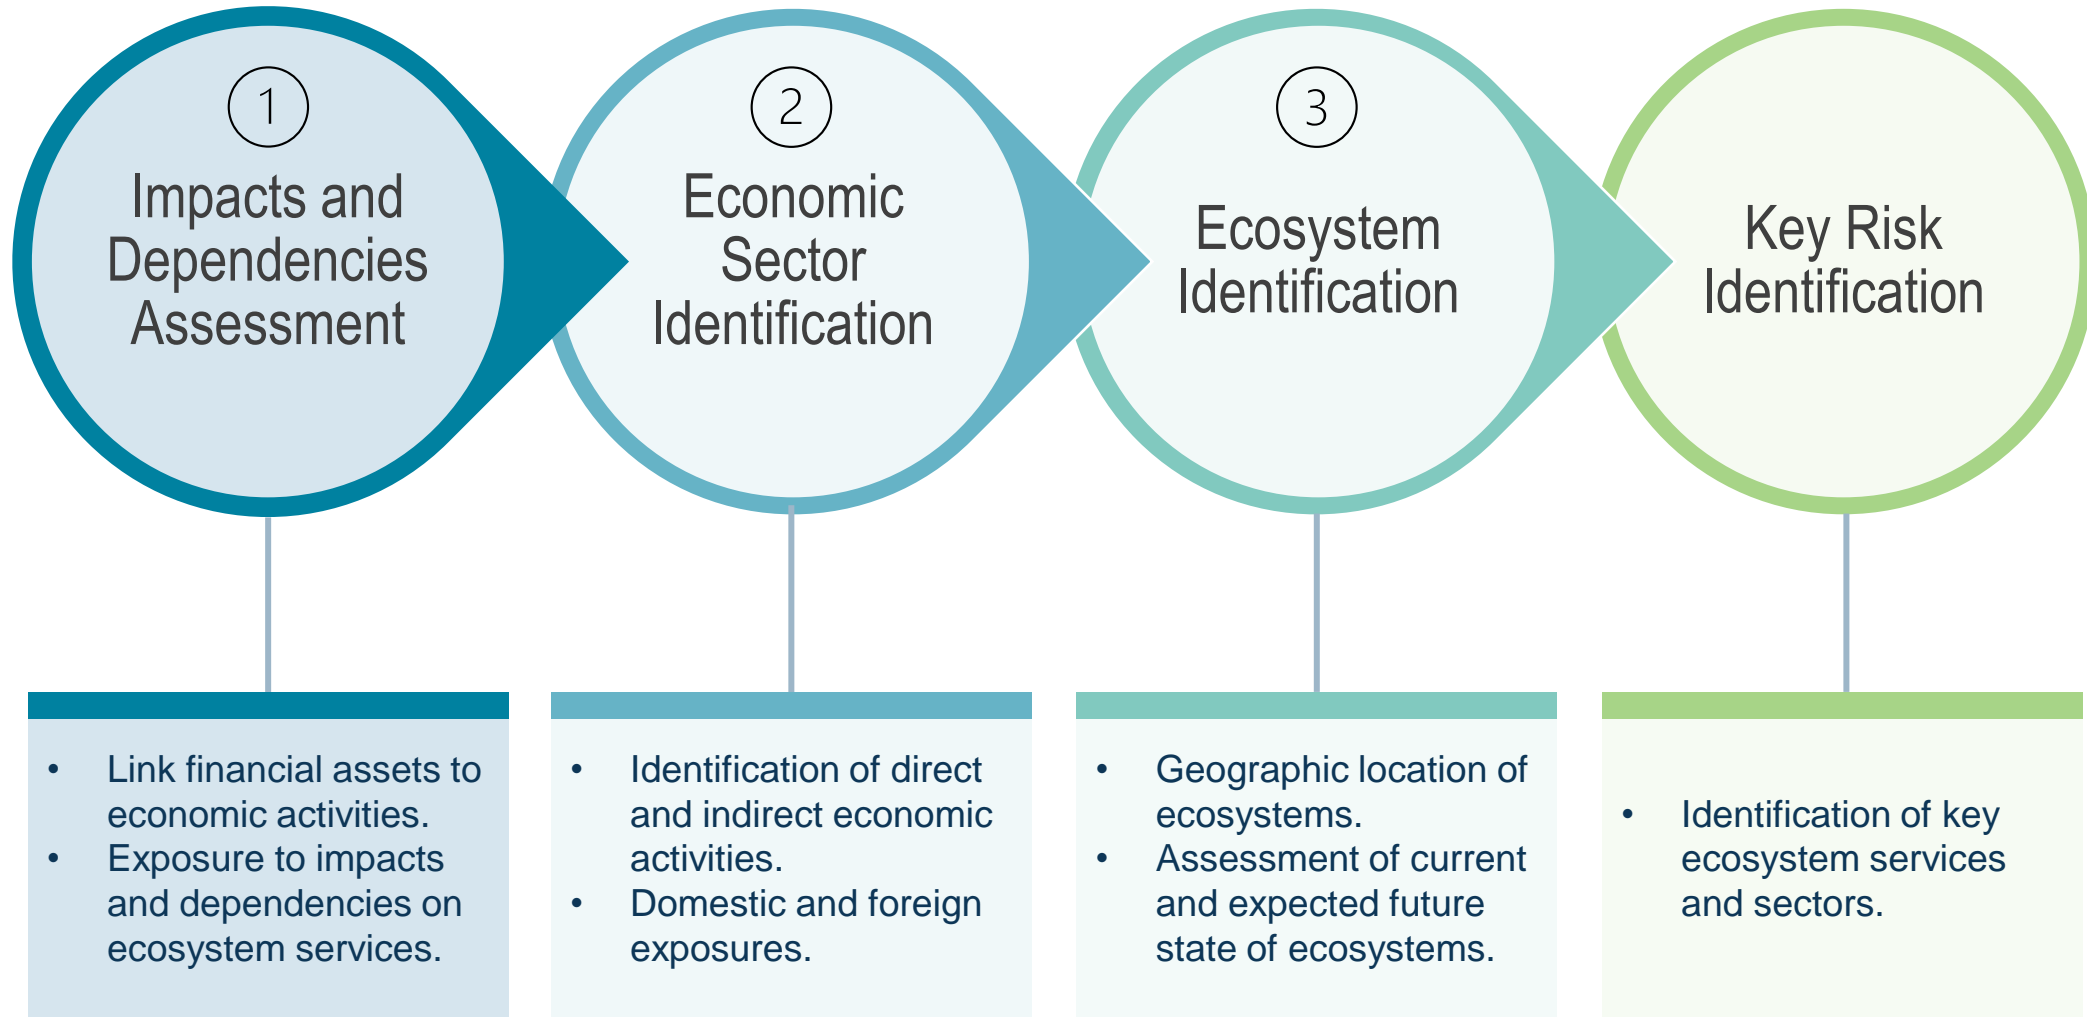 1
Impacts and
Dependencies
Assessment
2
Economic
Sector
Identification
3
Ecosystem
Identification
Key Risk
Identification
• Link financial assets to
economic activities.
• Exposure to impacts
and dependencies on
ecosystem services.
• Identification of direct
and indirect economic
activities.
• Domestic and foreign
exposures.
• Geographic location of
ecosystems.
• Assessment of current
and expected future
state of ecosystems.
• Identification of key
ecosystem services
and sectors.